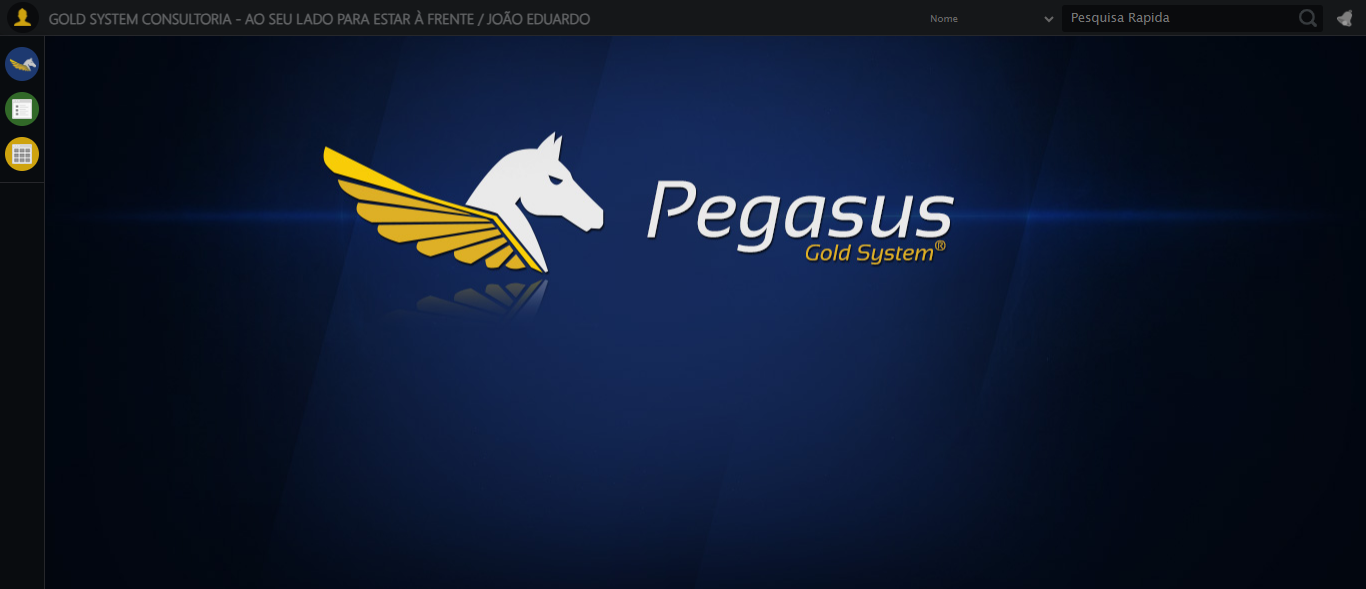 GOLD SYSTEM CONSULTORIA - AO SEU LADO PARA ESTAR À FRENTE / JOÃO EDUARDO
Nome
Pesquisa Rapida
Pegasus
Gold System®